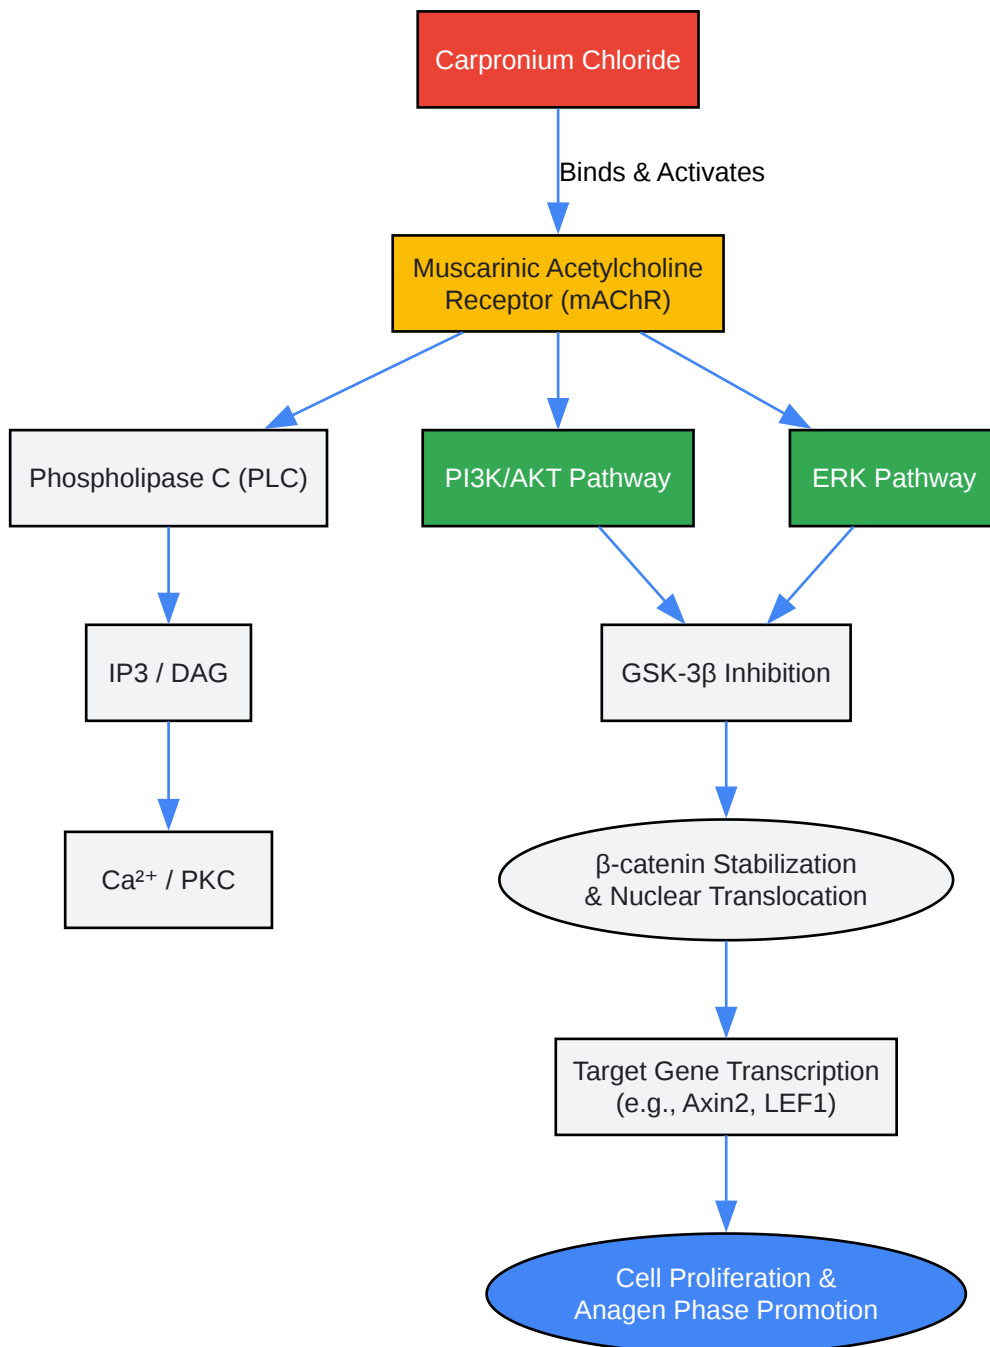 Carpronium Chloride
Binds & Activates
Muscarinic Acetylcholine
Receptor (mAChR)
Phospholipase C (PLC)
PI3K/AKT Pathway
ERK Pathway
IP3 / DAG
GSK-3β Inhibition
Ca²⁺ / PKC
β-catenin Stabilization
& Nuclear Translocation
Target Gene Transcription
(e.g., Axin2, LEF1)
Cell Proliferation &
Anagen Phase Promotion